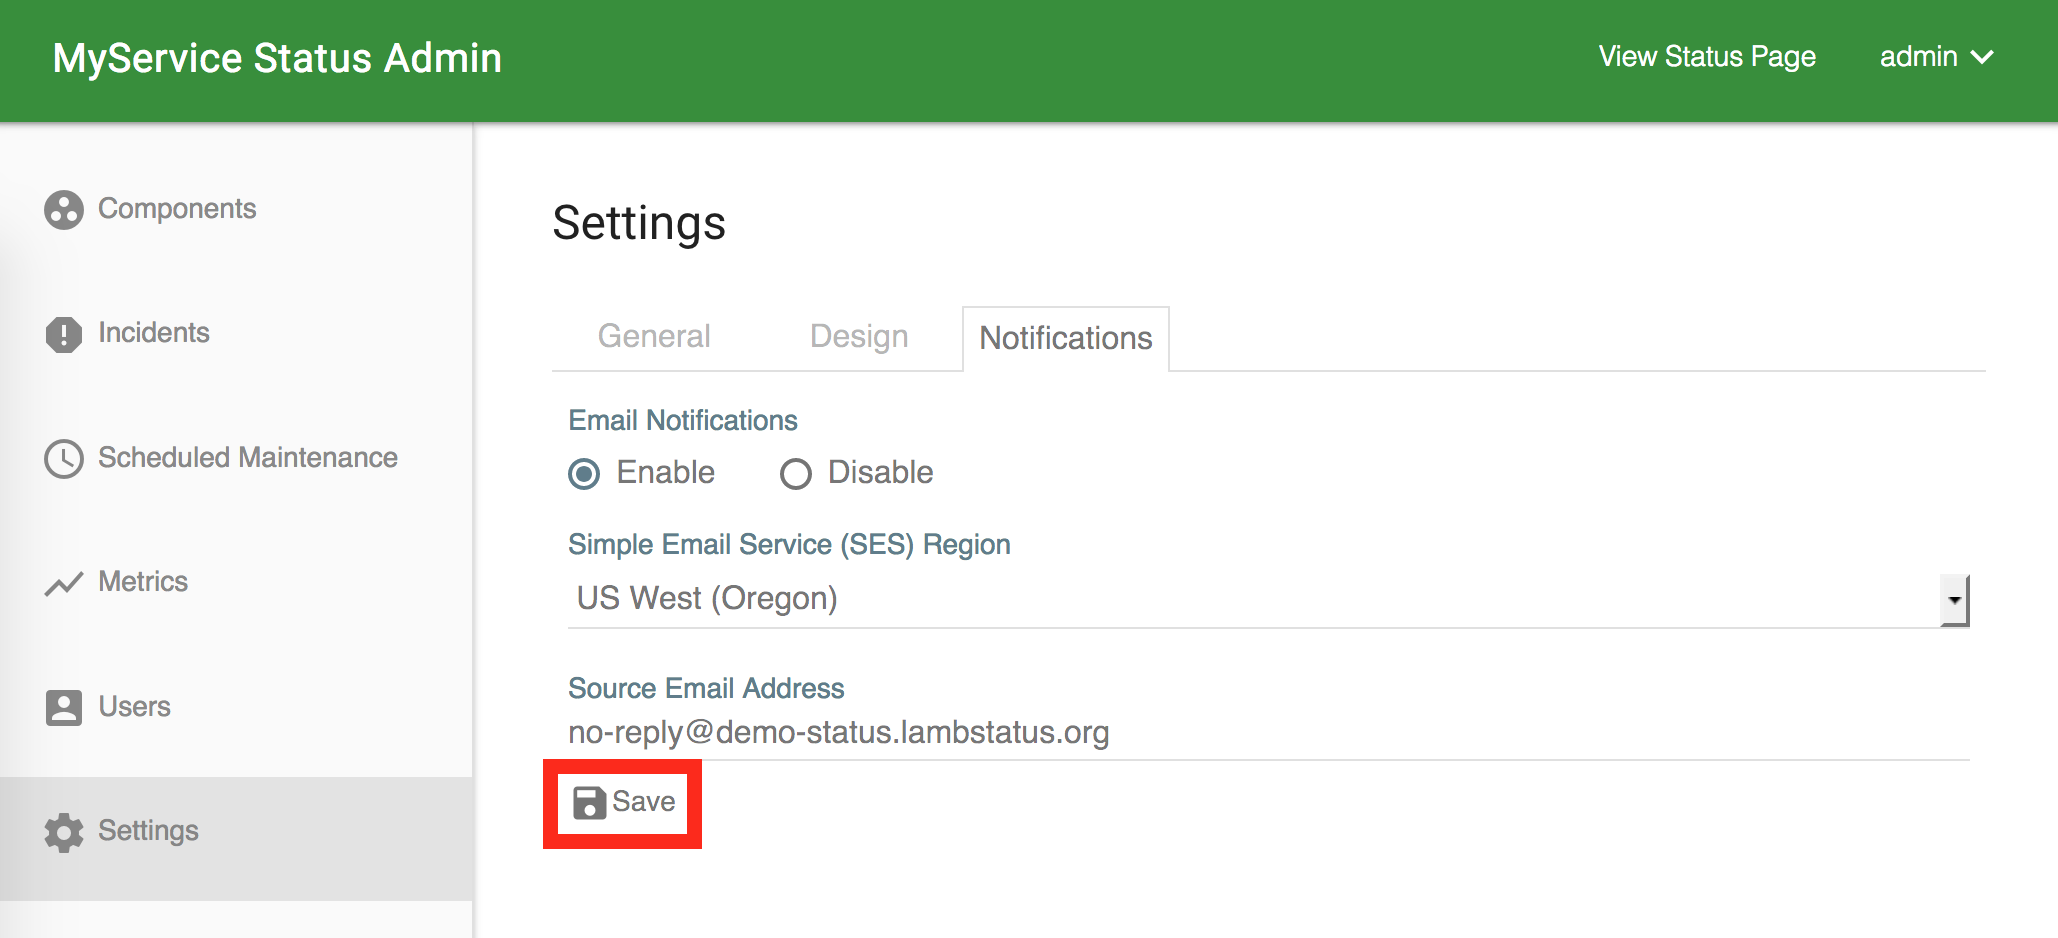 MyService Status Admin
View Status Page
admin
Components
Incidents
Scheduled Maintenance
Metrics
Users
Settings
Settings
General
Design
Notifications
Email Notifications
Enable
Disable
Simple Email Service (SES) Region
US West (Oregon)
Source Email Address
no-reply@demo-status.lambstatus.org
Save